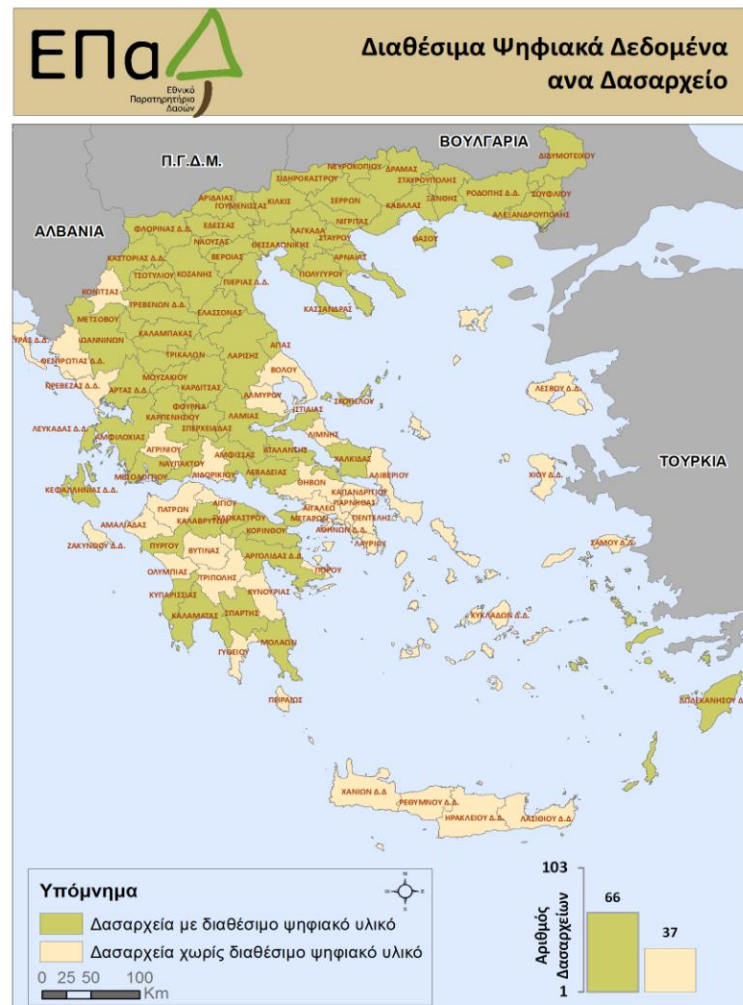 ΕΠαΔ
Εθνικό
Παρατηρητήριο
Δασών
Διαθέσιμα Ψηφιακά Δεδομένα
ανα Δασαρχείο
ΒΟΥΛΓΑΡΙΑ
Π.Γ.Δ.Μ.
ΑΛΒΑΝΙΑ
ΤΟΥΡΚΙΑ
ΔΙΔΥΜΟΤΕΙΧΟΥ
ΝΕΥΡΟΚΟΠΙΟΥ
ΔΡΑΜΑΣ
ΣΙΔΗΡΟΚΑΣΤΡΟΥ
ΣΤΑΥΡΟΥΠΟΛΗΣ
ΑΡΙΔΑΙΑΣ
ΓΟΥΜΕΝΙΣΣΑΣ
ΚΙΛΚΙΣ
ΣΕΡΡΩΝ
ΚΑΒΑΛΑΣ
ΞΑΝΘΗΣ
ΡΟΔΟΠΗΣ Δ.Δ.
ΣΟΥΦΛΙΟΥ
ΑΛΕΞΑΝΔΡΟΥΠΟΛΗΣ
ΦΛΩΡΙΝΑΣ Δ.Δ.
ΕΔΕΣΣΑΣ
ΝΙΓΡΙΤΑΣ
ΛΑΓΚΑΔΑ
ΣΤΑΥΡΟΥ
ΝΑΟΥΣΑΣ
ΘΕΣΣΑΛΟΝΙΚΗΣ
ΘΑΣΟΥ
ΚΑΣΤΟΡΙΑΣ Δ.Δ.
ΒΕΡΟΙΑΣ
ΑΡΝΑΙΑΣ
ΤΣΟΤΥΛΙΟΥ
ΚΟΖΑΝΗΣ
ΠΟΛΥΓΥΡΟΥ
ΠΙΕΡΙΑΣ Δ.Δ.
ΚΟΝΙΤΣΑΣ
ΓΡΕΒΕΝΩΝ Δ.Δ.
ΚΑΣΣΑΝΔΡΑΣ
ΕΛΑΣΣΟΝΑΣ
ΜΕΤΣΟΒΟΥ
ΙΩΑΝΝΙΝΩΝ
ΚΑΛΑΜΠΑΚΑΣ
ΥΡΑΣ Δ.Δ.
ΑΓΙΑΣ
ΤΡΙΚΑΛΩΝ
ΛΑΡΙΣΗΣ
ΘΕΣΠΡΩΤΙΑΣ Δ.Δ.
ΒΟΛΟΥ
ΜΟΥΖΑΚΙΟΥ
ΠΡΕΒΕΖΑΣ Δ.Δ.
ΑΡΤΑΣ Δ.Δ.
ΚΑΡΔΙΤΣΑΣ
ΑΛΜΥΡΟΥ
ΛΕΣΒΟΥ Δ.Δ.
ΣΚΟΠΕΛΟΥ
ΦΟΥΡΝΑ
ΙΣΤΙΑΙΑΣ
ΛΕΥΚΑΔΑΣ Δ.Δ.
ΚΑΡΠΕΝΗΣΙΟΥ
ΛΑΜΙΑΣ
ΣΠΕΡΧΕΙΑΔΑΣ
ΑΜΦΙΛΟΧΙΑΣ
ΛΙΜΝΗΣ
ΑΓΡΙΝΙΟΥ
ΑΜΦΙΣΣΑΣ
ΑΤΑΛΑΝΤΗΣ
ΧΑΛΚΙΔΑΣ
ΝΑΥΠΑΚΤΟΥ
ΛΙΔΟΡΙΚΙΟΥ
ΛΕΒΑΔΕΙΑΣ
ΑΛΙΒΕΡΙΟΥ
ΧΙΟΥ Δ.Δ.
ΜΕΣΟΛΟΓΓΙΟΥ
ΘΗΒΩΝ
ΚΕΦΑΛΛΗΝΙΑΣ Δ.Δ.
ΚΑΠΑΝΔΡΙΤΙΟΥ
ΠΑΤΡΩΝ
ΑΙΓΙΟΥ
ΠΑΡΝΗΘΑΣ
ΑΙΓΑΛΕΩ
ΞΥΛΟΚΑΣΤΡΟΥ
ΜΕΓΑΡΩΝ
ΠΕΝΤΕΛΗΣ
ΑΜΑΛΙΑΔΑΣ
ΚΑΛΑΒΡΥΤΩΝ
ΚΟΡΙΝΘΟΥ
ΑΘΗΝΩΝ Δ.Δ.
ΖΑΚΥΝΘΟΥ Δ.Δ.
ΠΥΡΓΟΥ
ΒΥΤΙΝΑΣ
ΛΑΥΡΙΟΥ
ΣΑΜΟΥ Δ.Δ.
ΑΡΓΟΛΙΔΑΣ Δ.Δ.
ΟΛΥΜΠΙΑΣ
ΤΡΙΠΟΛΗΣ
ΠΟΡΟΥ
ΚΥΠΑΡΙΣΣΙΑΣ
ΚΥΝΟΥΡΙΑΣ
ΚΑΛΑΜΑΤΑΣ
ΣΠΑΡΤΗΣ
ΚΥΚΛΑΔΩΝ Δ.Δ.
ΜΟΛΑΩΝ
ΓΥΘΕΙΟΥ
ΠΕΙΡΑΙΩΣ
ΔΩΔΕΚΑΝΗΣΟΥ Δ
ΧΑΝΙΩΝ Δ.Δ
ΡΕΘΥΜΝΟΥ Δ.Δ.
ΗΡΑΚΛΕΙΟΥ Δ.Δ.
ΛΑΣΙΘΙΟΥ Δ.Δ.
Υπόμνημα
Δασαρχεία με διαθέσιμο ψηφιακό υλικό
Δασαρχεία χωρίς διαθέσιμο ψηφιακό υλικό
0 25 50 100
Km
103
66
37
Αριθμός
Δασαρχείων
1